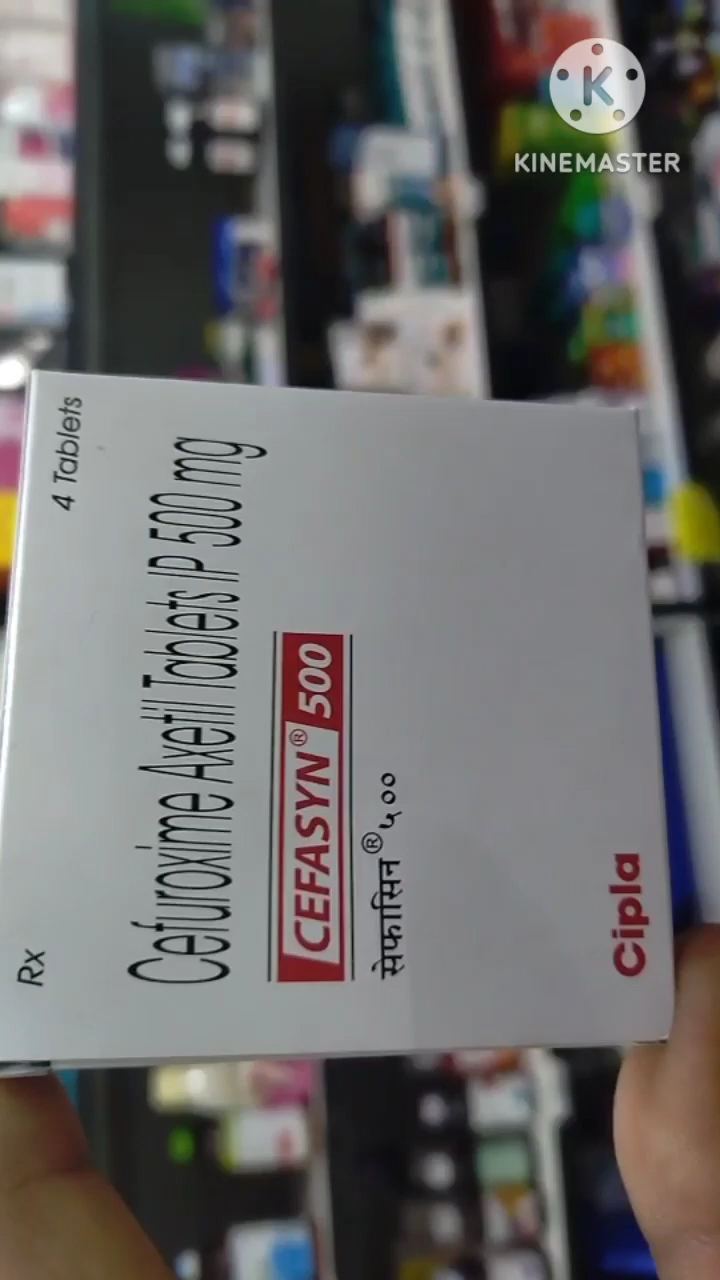 KINEMASTER
Rx
4 Tablets
Cefuroxime Axetil Tablets IP 500 mg
CEFASYN® 500
सेफासिन® ५००
Cipla